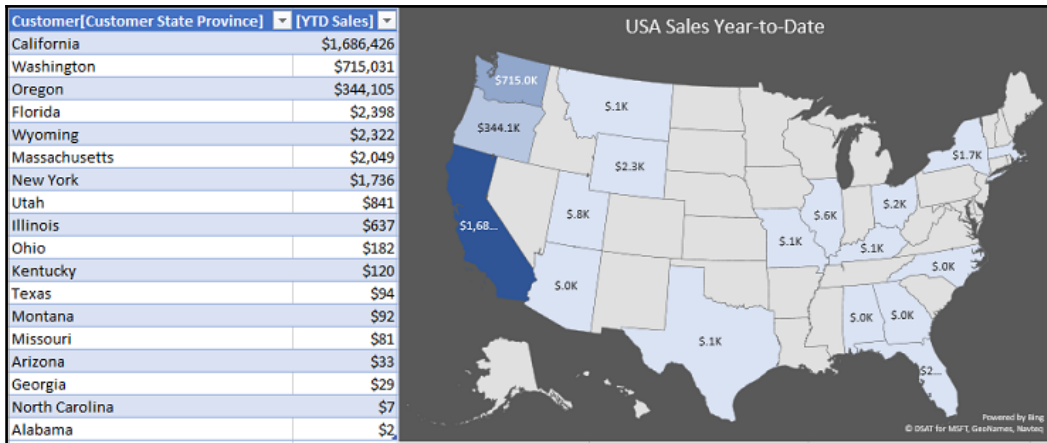 Customer[Customer State Province] [YTD Sales]
California $1,686,426
Washington $715,031
Oregon $344,105
Florida $2,398
Wyoming $2,322
Massachusetts $2,049
New York $1,736
Utah $841
Illinois $637
Ohio $182
Kentucky $120
Texas $94
Montana $92
Missouri $81
Arizona $33
Georgia $29
North Carolina $7
Alabama $2
USA Sales Year-to-Date
$715.0K
$.1K
$344.1K
$1.7K
$2.3K
$.2K
$.8K
$.6K
$1,68...
$.1K
$.1K
$.0K
$.0K
$.0K
$.0K
$.1K
$2...
Powered by Bing
© DSAT for MSFT, GeoNames, Navteq